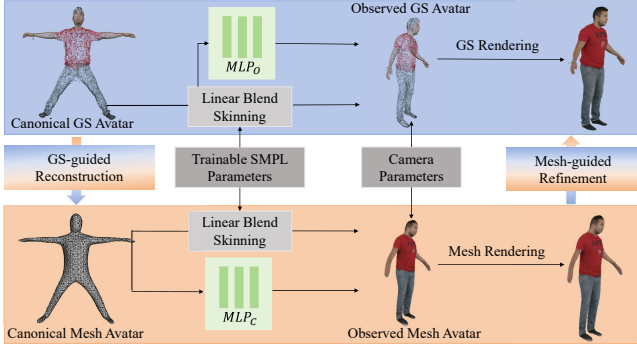 Observed GS Avatar
GS Rendering
MLP_O
Linear Blend
Skinning
Canonical GS Avatar
GS-guided
Reconstruction
Trainable SMPL
Parameters
Camera
Parameters
Mesh-guided
Refinement
Linear Blend
Skinning
Mesh Rendering
MLP_C
Canonical Mesh Avatar
Observed Mesh Avatar